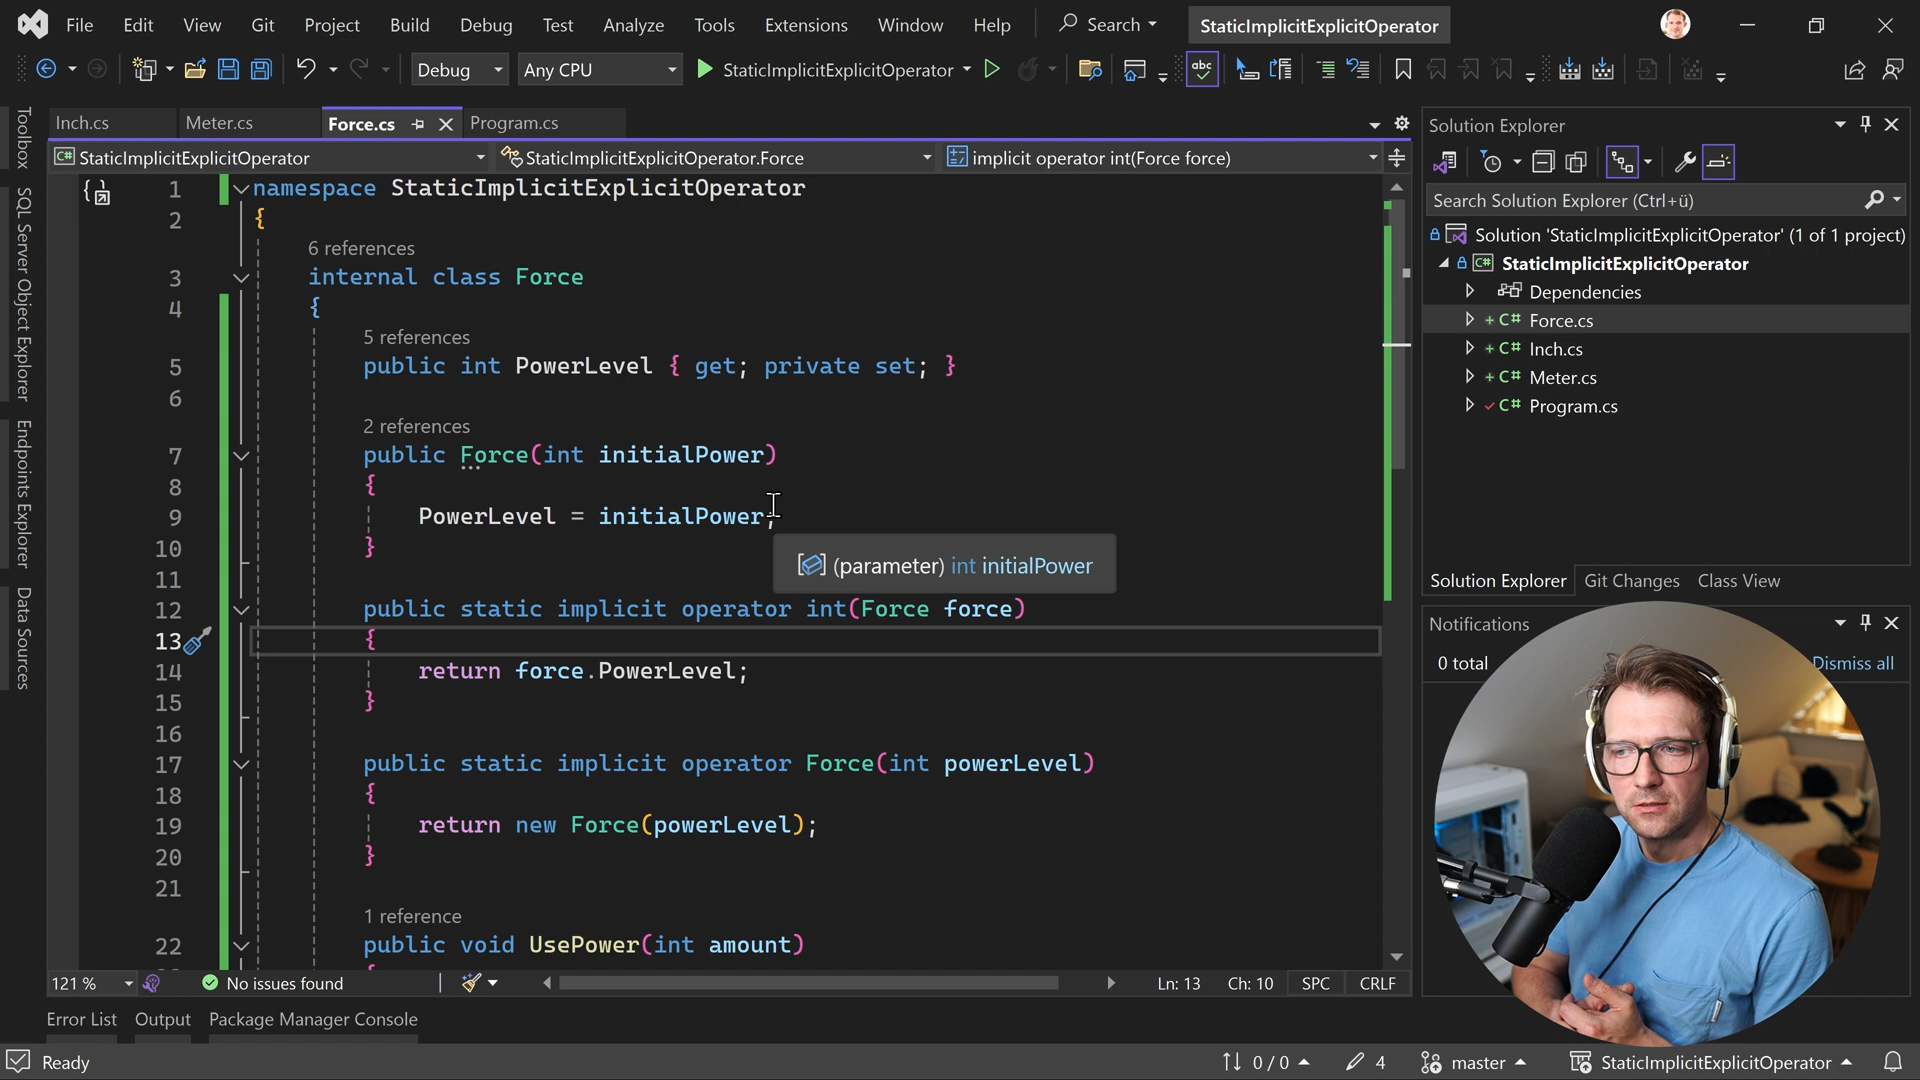 File Edit View Git Project Build Debug Test Analyze Tools Extensions Window Help Search StaticImplicitExplicitOperator
Debug Any CPU StaticImplicitExplicitOperator abc
Toolbox
SQL Server Object Explorer
Endpoints Explorer
Data Sources
Inch.cs Meter.cs Force.cs Program.cs
C# StaticImplicitExplicitOperator StaticImplicitExplicitOperator.Force implicit operator int(Force force)
1 namespace StaticImplicitExplicitOperator
2 {
6 references
3 internal class Force
4 {
5 references
5 public int PowerLevel { get; private set; }
6
2 references
7 public Force(int initialPower)
8 {
9 PowerLevel = initialPower;
10 }
(parameter) int initialPower
11
12 public static implicit operator int(Force force)
13 {
14 return force.PowerLevel;
15 }
16
17 public static implicit operator Force(int powerLevel)
18 {
19 return new Force(powerLevel);
20 }
21
1 reference
22 public void UsePower(int amount)
121 % No issues found Ln: 13 Ch: 10 SPC CRLF
Error List Output Package Manager Console
Solution Explorer
Search Solution Explorer (Ctrl+ü)
Solution 'StaticImplicitExplicitOperator' (1 of 1 project)
C# StaticImplicitExplicitOperator
Dependencies
+ C# Force.cs
+ C# Inch.cs
+ C# Meter.cs
C# Program.cs
Solution Explorer Git Changes Class View
Notifications
0 total Dismiss all
Ready 0 / 0 4 master StaticImplicitExplicitOperator